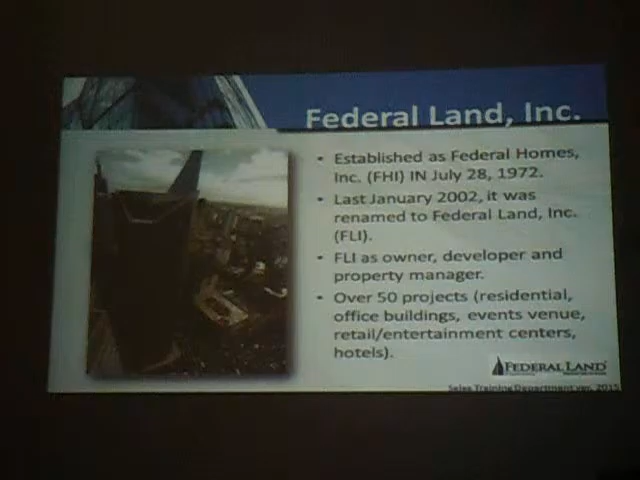 Federal Land, Inc.
• Established as Federal Homes,
Inc. (FHI) IN July 28, 1972.
• Last January 2002, it was
renamed to Federal Land, Inc.
(FLI).
• FLI as owner, developer and
property manager.
• Over 50 projects (residential,
office buildings, events venue,
retail/entertainment centers,
hotels).
FEDERAL LAND
Sales Training Department ver. 2015